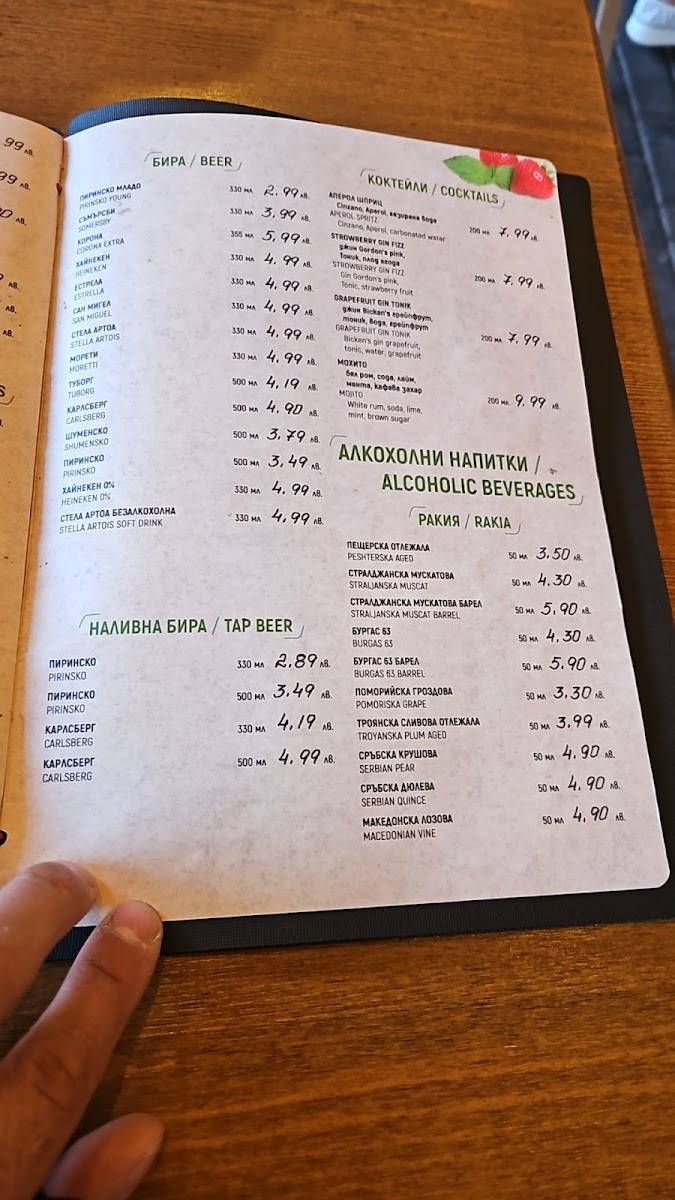 99 лв.
99 лв.
лв.
лв.
лв.
БИРА / BEER
ПИРИНСКО МЛАДО 330 МЛ 2.99 лв.
PIRINSKO YOUNG
СЪМЪРСБИ 330 МЛ 3,99 лв.
SOMERSBY
КОРОНА 355 МЛ 5,99 лв.
CORONA EXTRA
ХАЙНЕКЕН 330 МЛ 4,99 лв.
HEINEKEN
ЕСТРЕЛА 330 МЛ 4,99 лв.
ESTRELLA
САН МИГЕЛ 330 МЛ 4,99 лв.
SAN MIGUEL
СТЕЛА АРТОА 330 МЛ 4,99 лв.
STELLA ARTOIS
МОРЕТИ 330 МЛ 4,99 лв.
MORETTI
ТУБОРГ 500 МЛ 4,19 лв.
TUBORG
КАРЛСБЕРГ 500 МЛ 4,90 лв.
CARLSBERG
ШУМЕНСКО 500 МЛ 3,79 лв.
SHUMENSKO
ПИРИНСКО 500 МЛ 3,49 лв.
PIRINSKO
ХАЙНЕКЕН 0% 330 МЛ 4,99 лв.
HEINEKEN 0%
СТЕЛА АРТОА БЕЗАЛКОХОЛНА 330 МЛ 4,99 лв.
STELLA ARTOIS SOFT DRINK
НАЛИВНА БИРА / TAP BEER
ПИРИНСКО 330 МЛ 2.89 лв.
PIRINSKO
ПИРИНСКО 500 МЛ 3,49 лв.
PIRINSKO
КАРЛСБЕРГ 330 МЛ 4,19 лв.
CARLSBERG
КАРЛСБЕРГ 500 МЛ 4,99 лв.
CARLSBERG
КОКТЕЙЛИ / COCKTAILS
АПЕРОЛ ШПРИЦ
Cinzano, Aperol, газирана вода
APEROL SPRITZ 200 МЛ 7,99 лв.
Cinzano, Aperol, carbonated water
STROWBERRY GIN FIZZ
джин Gordon's pink,
Тоник, плод ягода
STROWBERRY GIN FIZZ 200 МЛ 7,99 лв.
Gin Gordon's pink,
Tonic, strawberry fruit
GRAPEFRUIT GIN TONIK
джин Bicken's грейпфрут,
тоник, вода, грейпфрут
GRAPEFRUIT GIN TONIK 200 МЛ 7,99 лв.
Bicken's gin grapefruit,
tonic, water, grapefruit
МОХИТО
бял ром, сода, лайм,
мента, кафява захар
MOJITO 200 МЛ 9,99 лв.
White rum, soda, lime,
mint, brown sugar
АЛКОХОЛНИ НАПИТКИ /
ALCOHOLIC BEVERAGES
РАКИЯ / RAKIA
ПЕЩЕРСКА ОТЛЕЖАЛА 50 МЛ 3.50 лв.
PESHTERSKA AGED
СТРАЛДЖАНСКА МУСКАТОВА 50 МЛ 4.30 лв.
STRALJANSKA MUSCAT
СТРАЛДЖАНСКА МУСКАТОВА БАРЕЛ 50 МЛ 5,90 лв.
STRALJANSKA MUSCAT BARREL
БУРГАС 63 50 МЛ 4.30 лв.
BURGAS 63
БУРГАС 63 БАРЕЛ 50 МЛ 5,90 лв.
BURGAS 63 BARREL
ПОМОРИЙСКА ГРОЗДОВА 50 МЛ 3,30 лв.
POMORISKA GRAPE
ТРОЯНСКА СЛИВОВА ОТЛЕЖАЛА 50 МЛ 3.99 лв.
TROYANSKA PLUM AGED
СРЪБСКА КРУШОВА 50 МЛ 4,90 лв.
SERBIAN PEAR
СРЪБСКА ДЮЛЕВА 50 МЛ 4,90 лв.
SERBIAN QUINCE
МАКЕДОНСКА ЛОЗОВА 50 МЛ 4,90 лв.
MACEDONIAN VINE